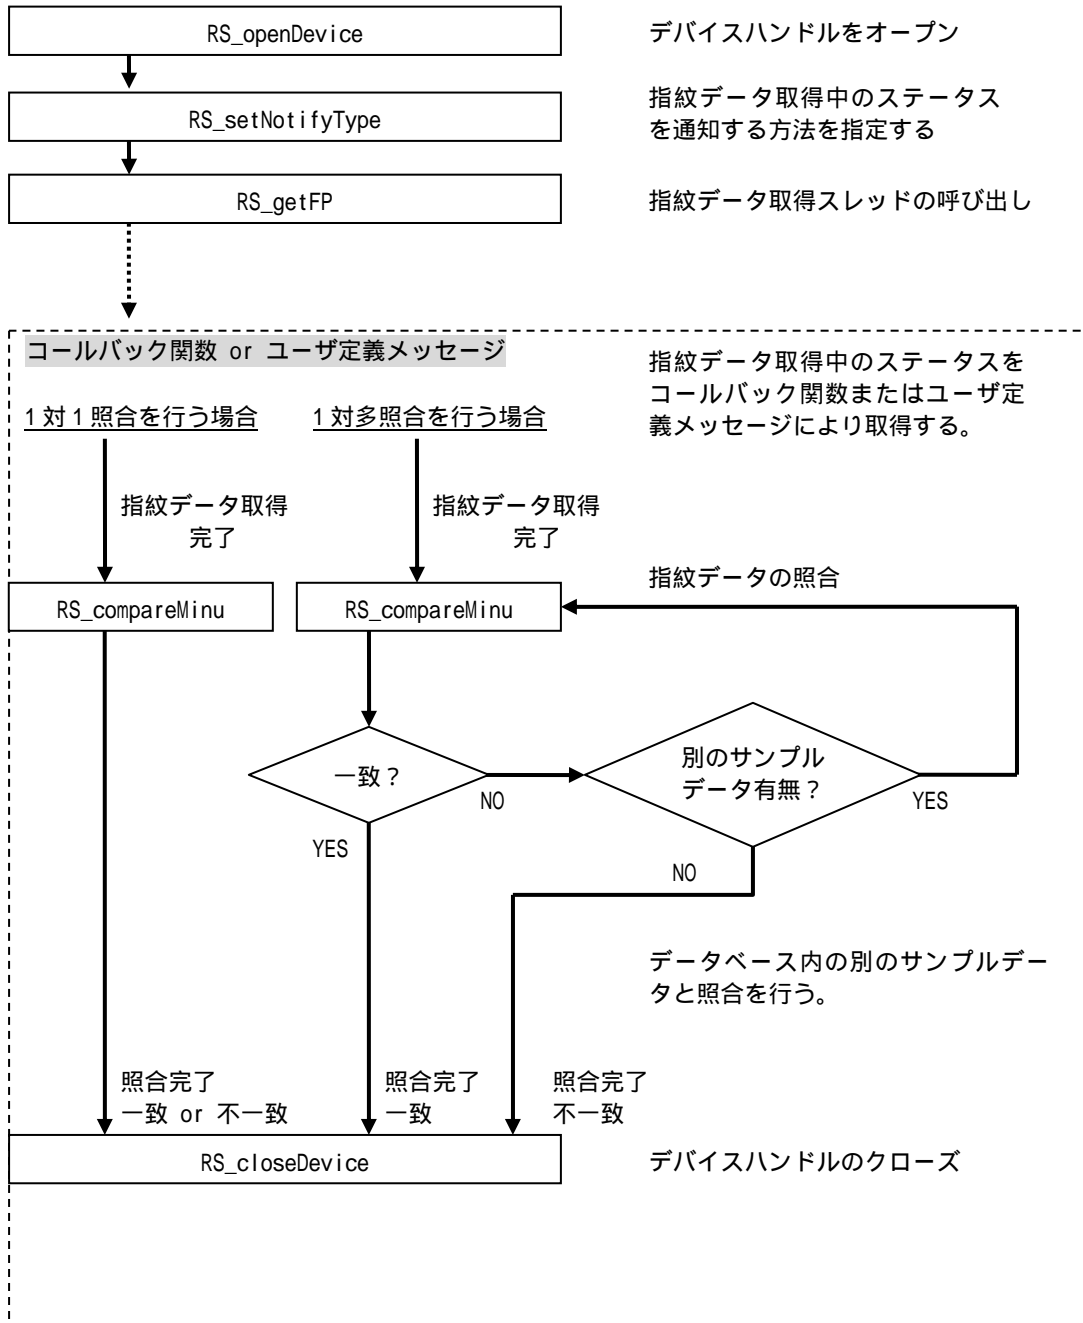 RS_openDevice
デバイスハンドルをオープン
RS_setNotifyType
指紋データ取得中のステータス
を通知する方法を指定する
RS_getFP
指紋データ取得スレッドの呼び出し
コールバック関数 or ユーザ定義メッセージ
指紋データ取得中のステータスを
コールバック関数またはユーザ定
義メッセージにより取得する。
1対1照合を行う場合
1対多照合を行う場合
指紋データ取得
完了
指紋データ取得
完了
指紋データの照合
RS_compareMinu
RS_compareMinu
一致？
NO
別のサンプル
データ有無？
YES
YES
NO
データベース内の別のサンプルデー
タと照合を行う。
照合完了
一致 or 不一致
照合完了
一致
照合完了
不一致
RS_closeDevice
デバイスハンドルのクローズ